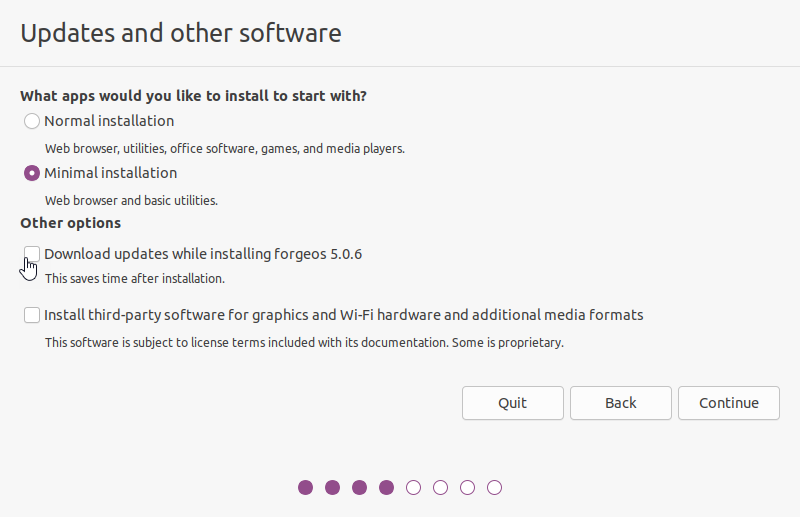 Updates and other software
What apps would you like to install to start with?
Normal installation
Web browser, utilities, office software, games, and media players.
Minimal installation
Web browser and basic utilities.
Other options
Download updates while installing forgeos 5.0.6
This saves time after installation.
Install third-party software for graphics and Wi-Fi hardware and additional media formats
This software is subject to license terms included with its documentation. Some is proprietary.
Quit
Back
Continue